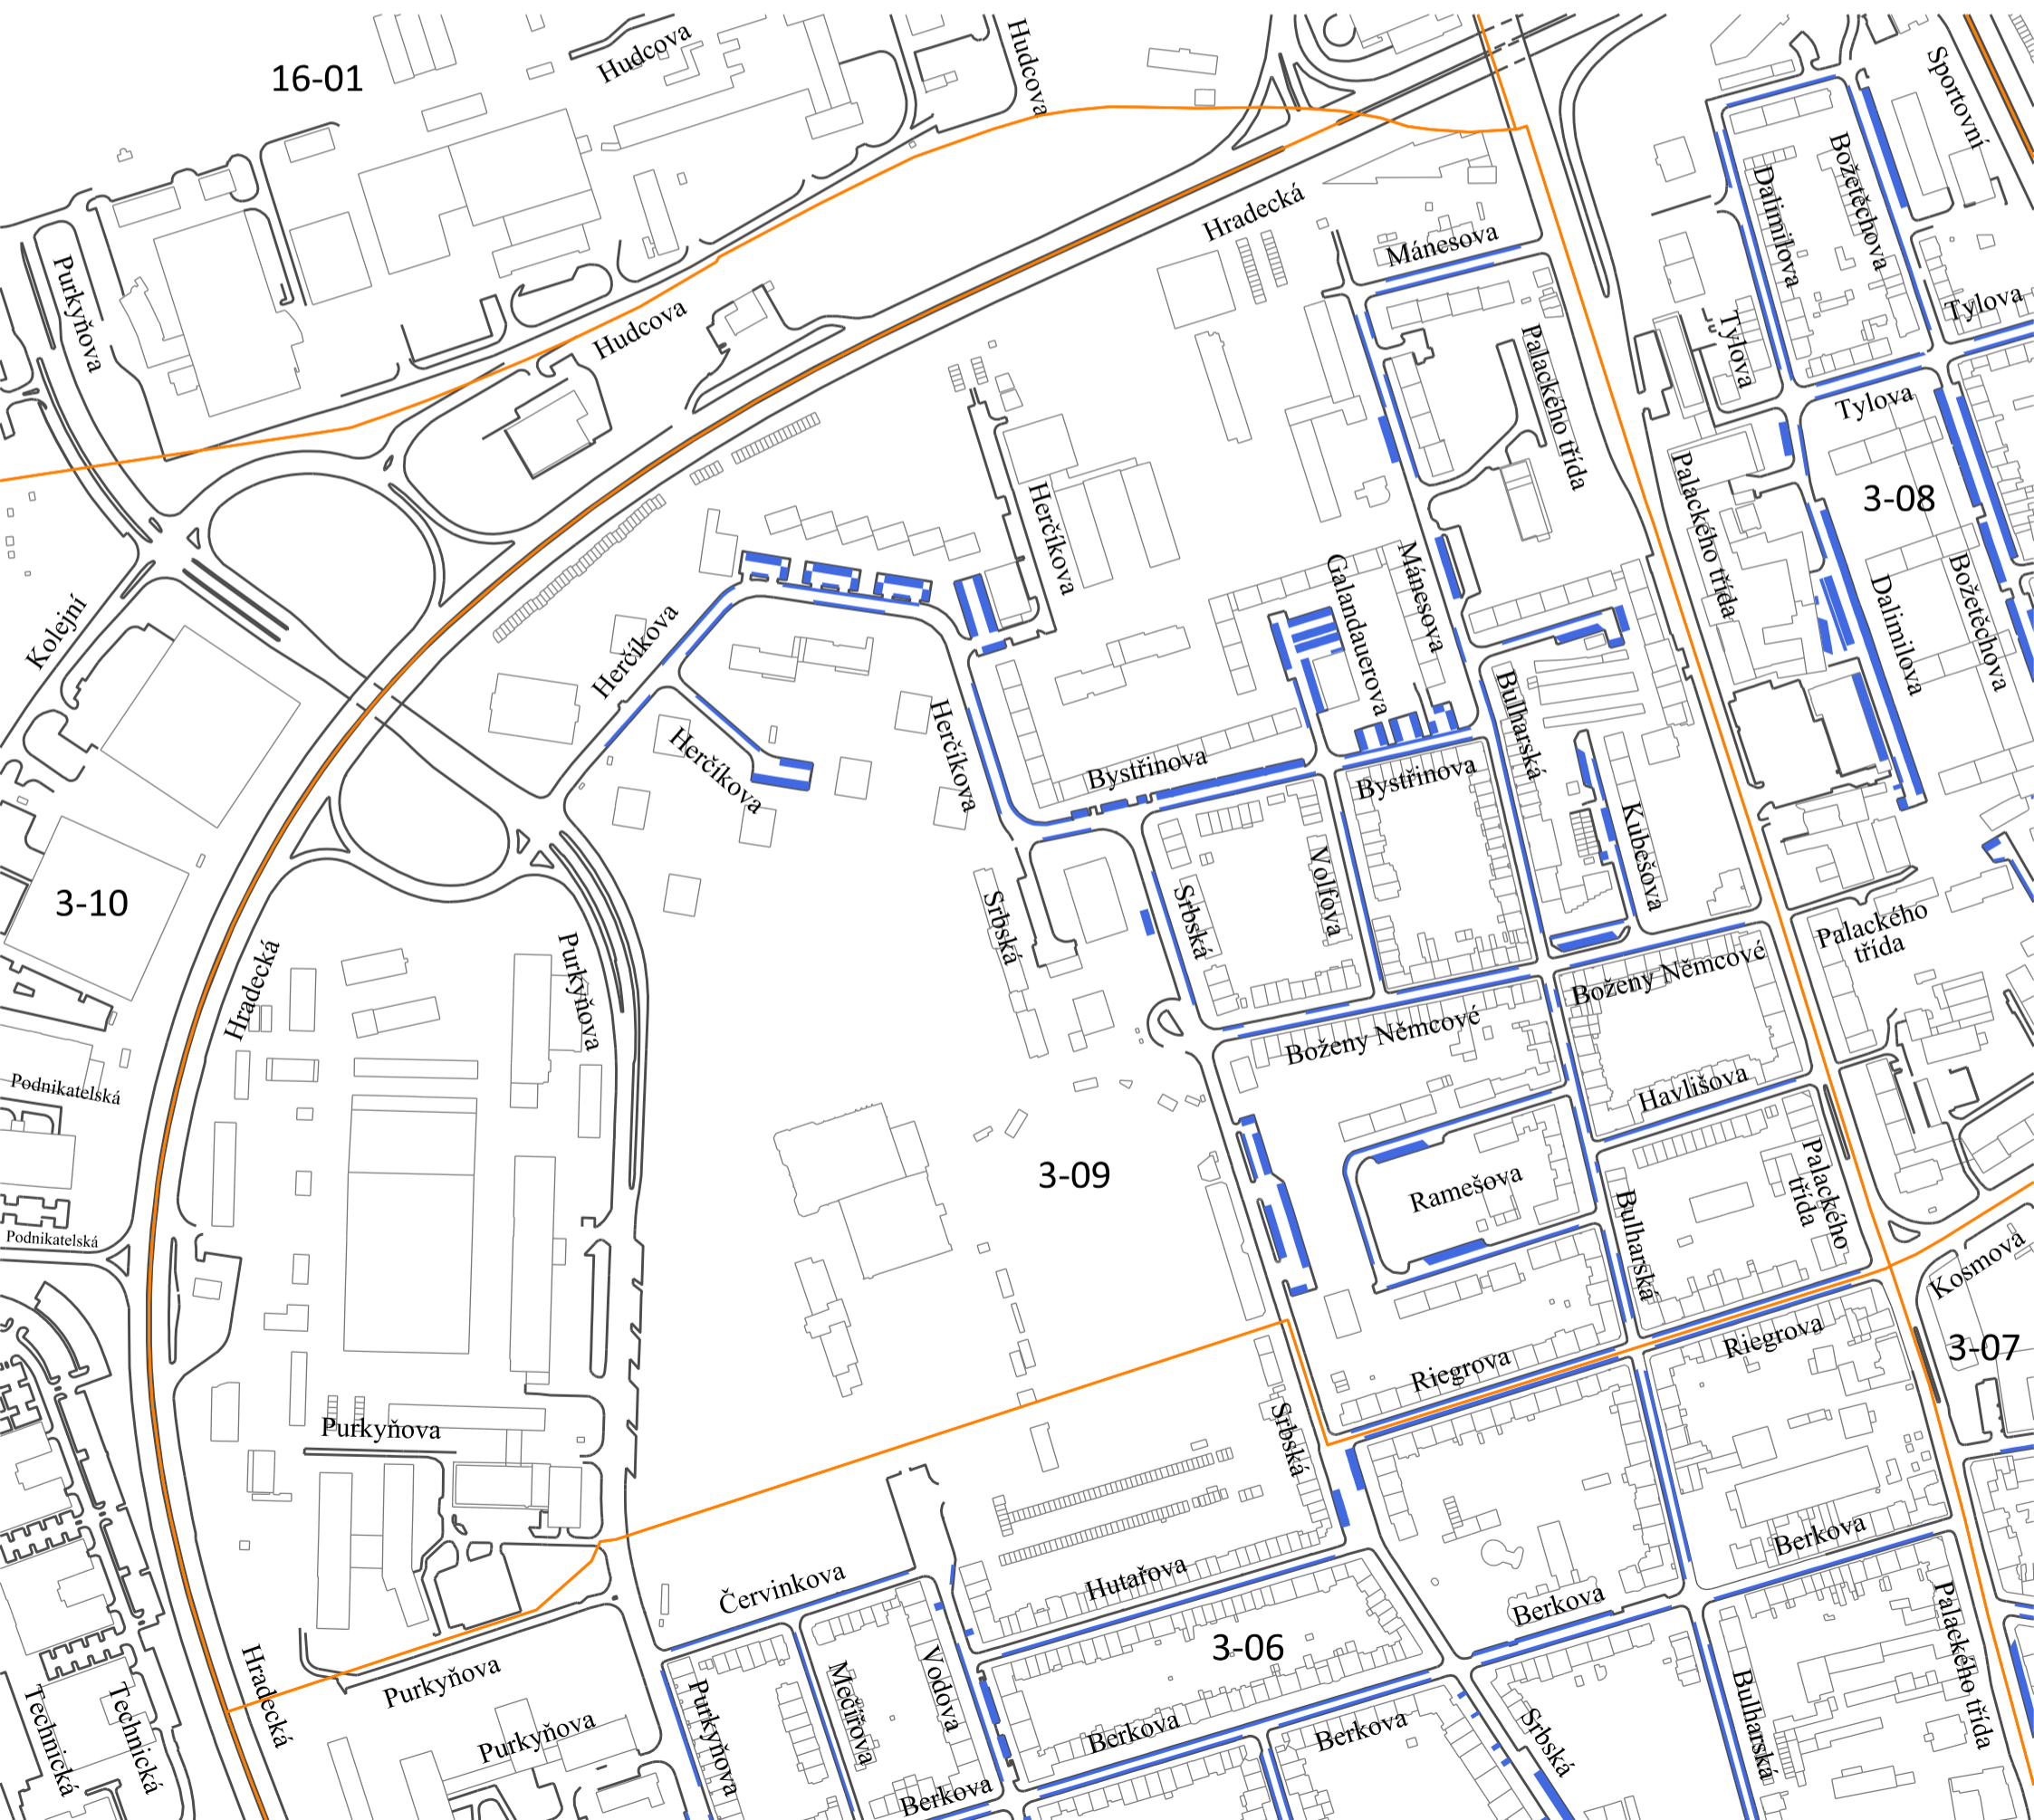 Hudcova
Hudcova
16-01
Sportovní
Božetěchova
Dalimilova
Hradecká
Mánesova
Purkyňova
Hudcova
Tylova
Tylova
Palackého třída
Tylova
Palackého třída
3-08
Herčíkova
Galandauerova
Mánesova
Božetěchova
Dalimilova
Kolejní
Herčíkova
Bulharská
Herčíkova
Herčíkova
Bystřinova
Bystřinova
Kubešova
Volfova
3-10
Srbská
Srbská
Palackého
třída
Hradecká
Purkyňova
Boženy Němcové
Boženy Němcové
Podnikatelská
Havlišova
3-09
Ramešova
Palackého
třída
Bulharská
Podnikatelská
Kosmova
Riegrova
3-07
Riegrova
Purkyňova
Srbská
Berkova
Hutařova
Červinkova
Berkova
3-06
Palackého třída
Vodova
Hradecká
Mečířova
Purkyňova
Purkyňova
Technická
Technická
Bulharská
Srbská
Berkova
Berkova
Purkyňova
Berkova